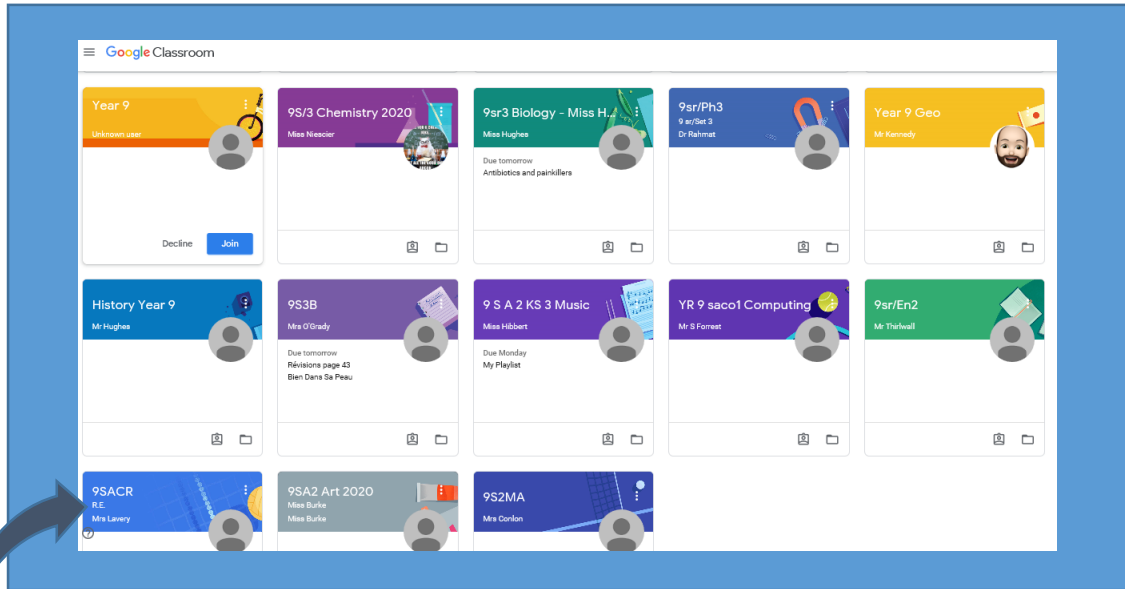 Google Classroom
Year 9
Unknown user
Decline
Join
9S/3 Chemistry 2020
Miss Niescier
9sr3 Biology - Miss H...
Miss Hughes
Due tomorrow
Antibiotics and painkillers
9sr/Ph3
9 sr/Set 3
Dr Rahmat
Year 9 Geo
Mr Kennedy
History Year 9
Mr Hughes
9S3B
Mrs O'Grady
Due tomorrow
Révisions page 43
Bien Dans Sa Peau
9 S A 2 KS 3 Music
Miss Hibbert
Due Monday
My Playlist
YR 9 saco1 Computing
Mr S Forrest
9sr/En2
Mr Thirlwall
9SACR
R.E.
Mrs Lavery
9SA2 Art 2020
Miss Burke
Miss Burke
9S2MA
Mrs Conlon